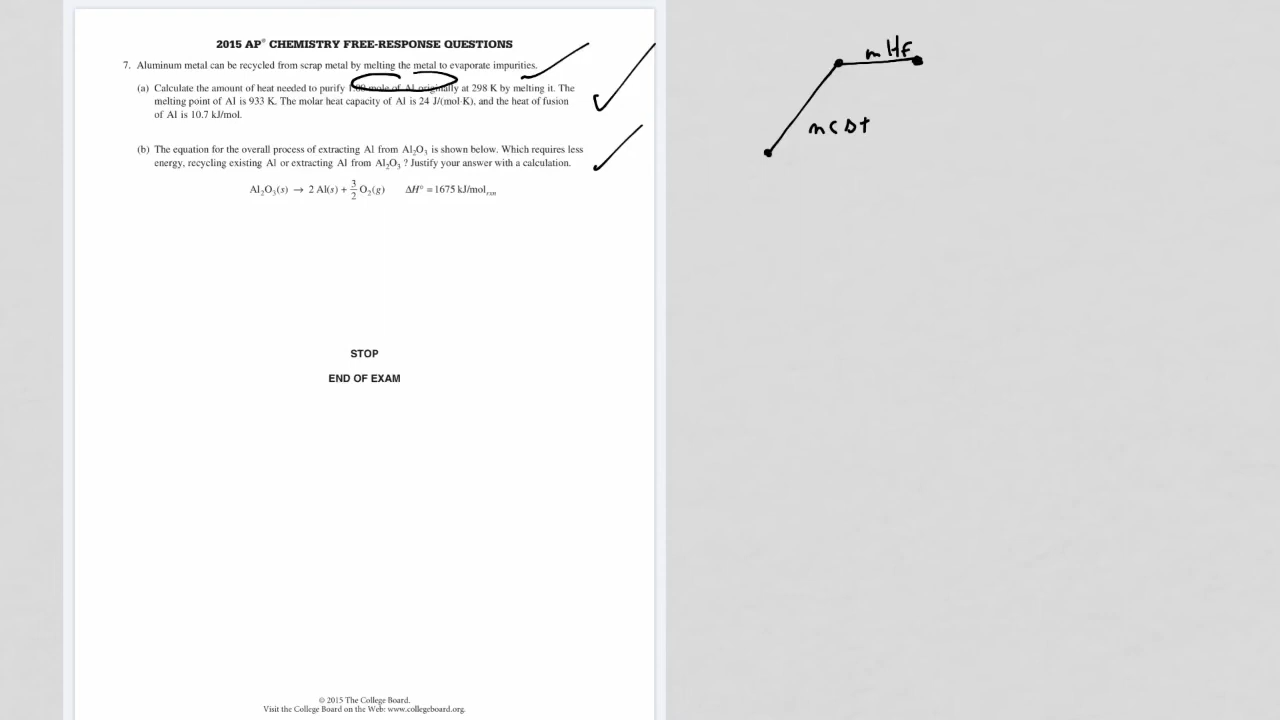 2015 AP® CHEMISTRY FREE-RESPONSE QUESTIONS
7. Aluminum metal can be recycled from scrap metal by melting the metal to evaporate impurities.
(a) Calculate the amount of heat needed to purify 1.00 mole of Al originally at 298 K by melting it. The
melting point of Al is 933 K. The molar heat capacity of Al is 24 J/(mol·K), and the heat of fusion
of Al is 10.7 kJ/mol.
(b) The equation for the overall process of extracting Al from Al₂O₃ is shown below. Which requires less
energy, recycling existing Al or extracting Al from Al₂O₃ ? Justify your answer with a calculation.
Al₂O₃(s) → 2 Al(s) + 3/2 O₂(g) ΔH° = 1675 kJ/molᵣₓₙ
STOP
END OF EXAM
© 2015 The College Board.
Visit the College Board on the Web: www.collegeboard.org.
m HF
m C Δ t